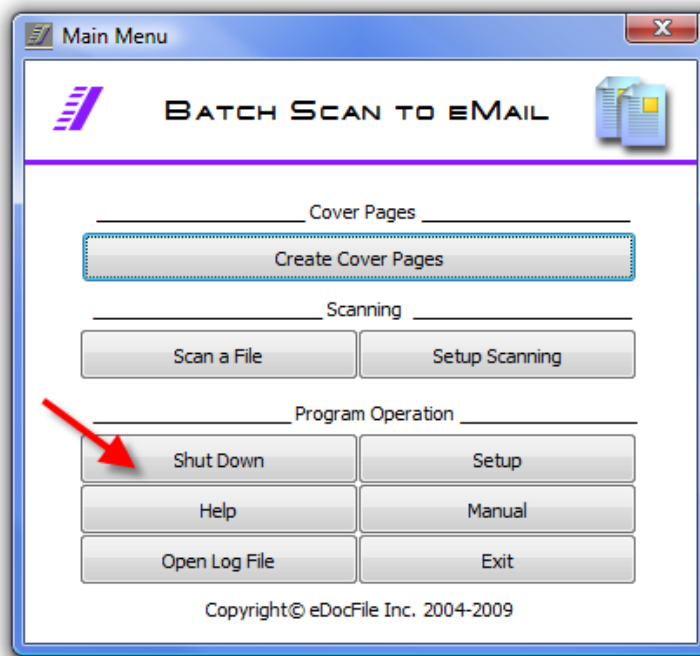 Main Menu
BATCH SCAN TO EMAIL
Cover Pages
Create Cover Pages
Scanning
Scan a File
Setup Scanning
Program Operation
Shut Down
Setup
Help
Manual
Open Log File
Exit
Copyright© eDocFile Inc. 2004-2009